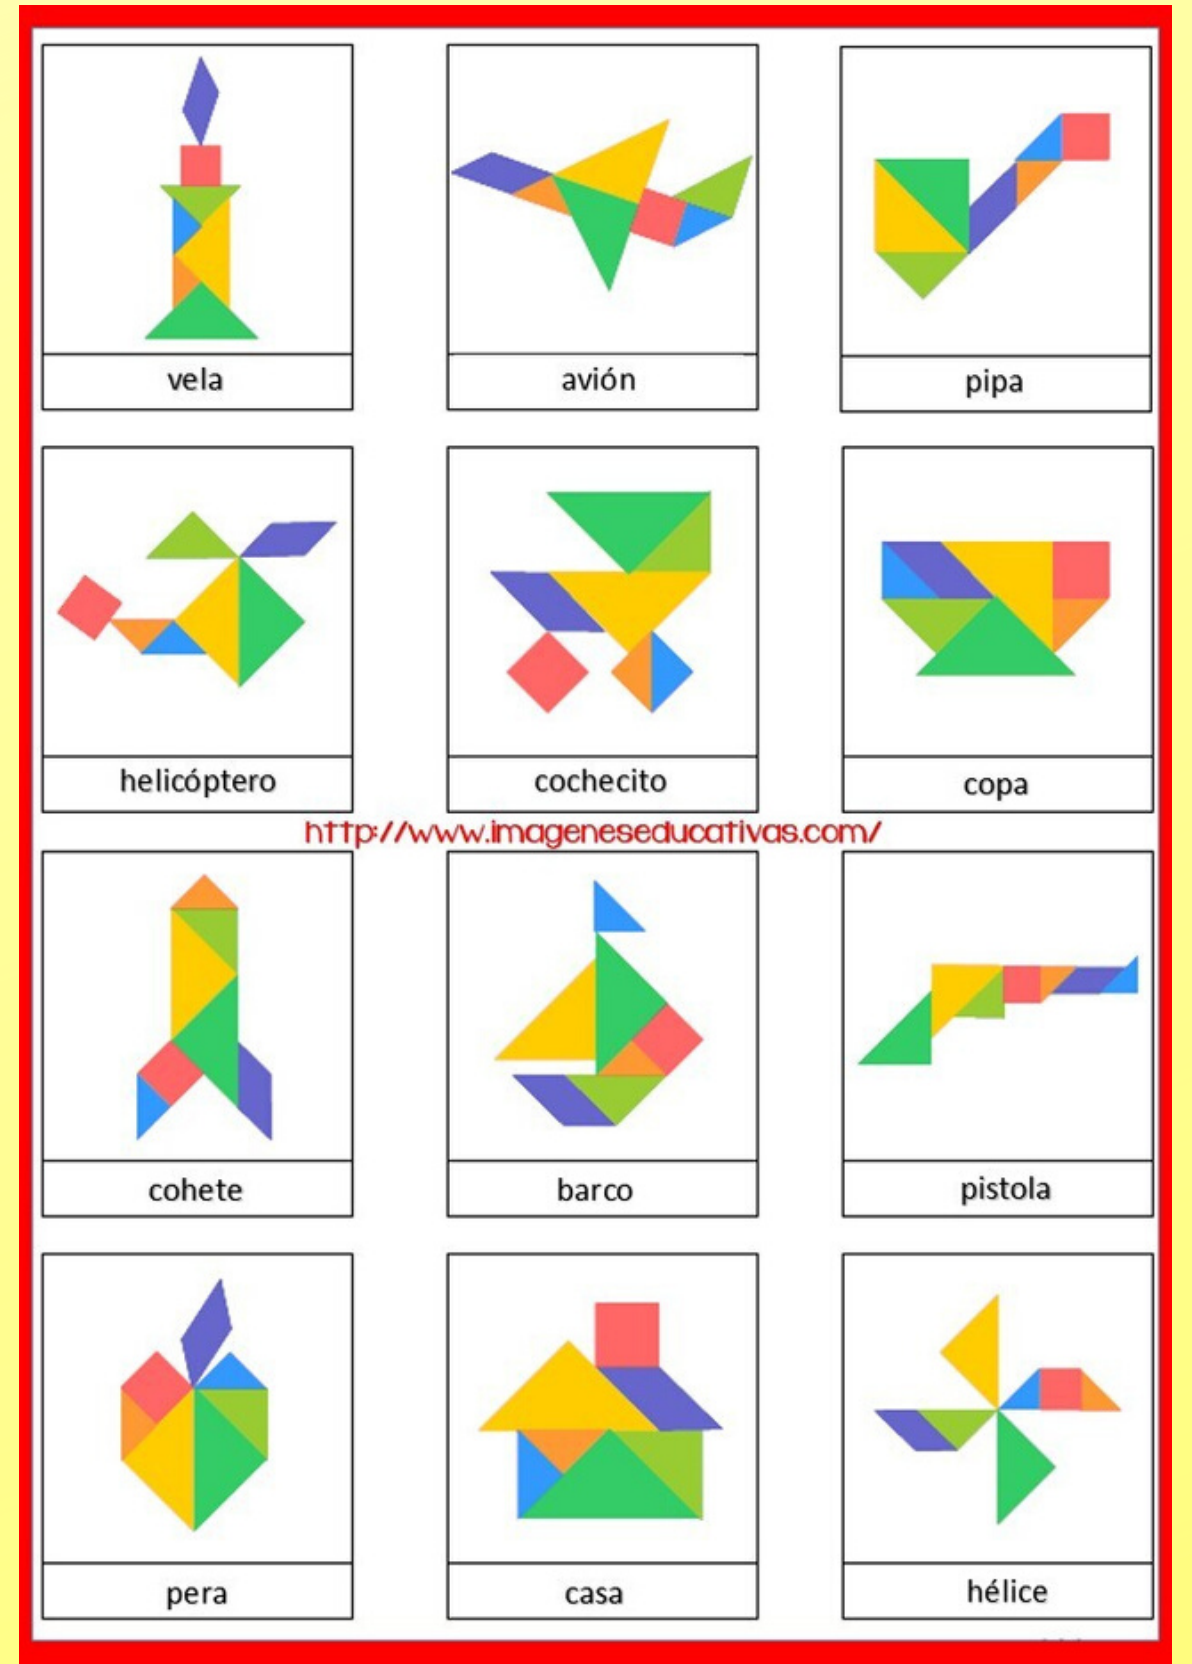 vela
avión
pipa
helicóptero
cochecito
copa
http://www.imageneseducativas.com/
cohete
barco
pistola
pera
casa
hélice